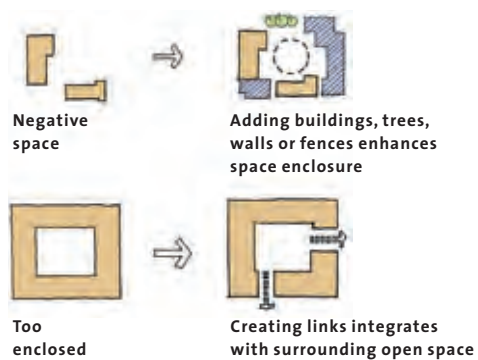 Negative
space
Adding buildings, trees,
walls or fences enhances
space enclosure
Too
enclosed
Creating links integrates
with surrounding open space